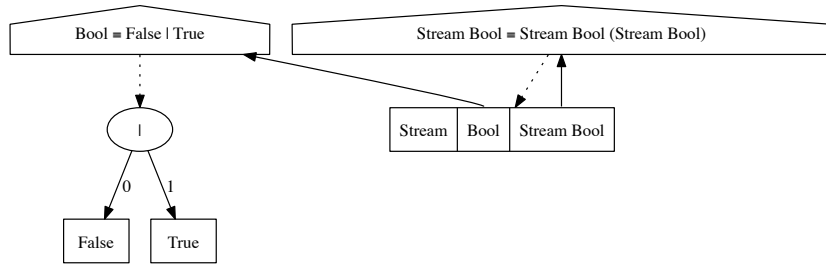 Bool ≡ False | True
Stream Bool ≡ Stream Bool (Stream Bool)
|
Stream Bool Stream Bool
0 1
False True